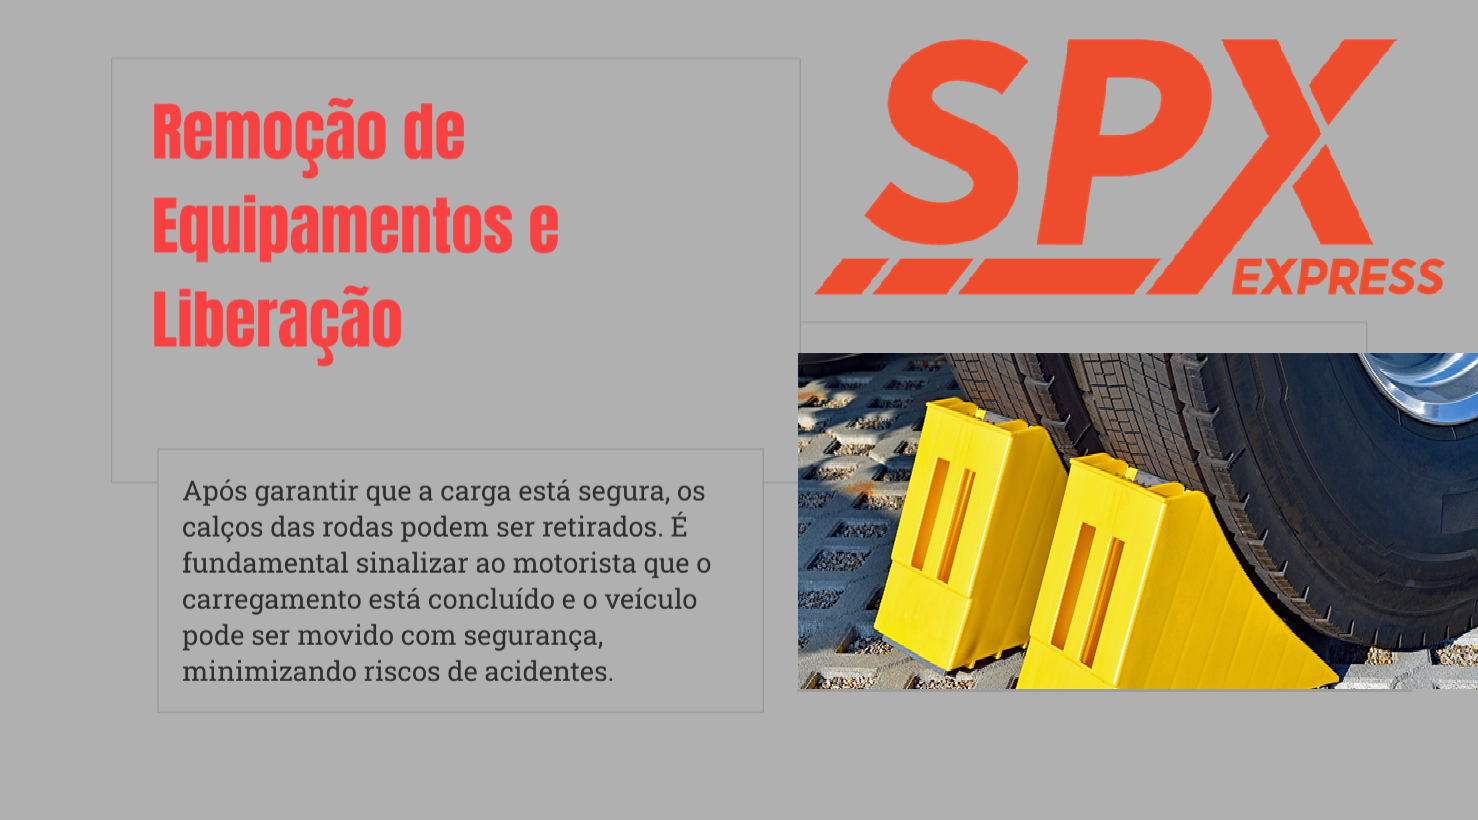 Remoção de
Equipamentos e
Liberação
SPX
EXPRESS
Após garantir que a carga está segura, os
calços das rodas podem ser retirados. É
fundamental sinalizar ao motorista que o
carregamento está concluído e o veículo
pode ser movido com segurança,
minimizando riscos de acidentes.